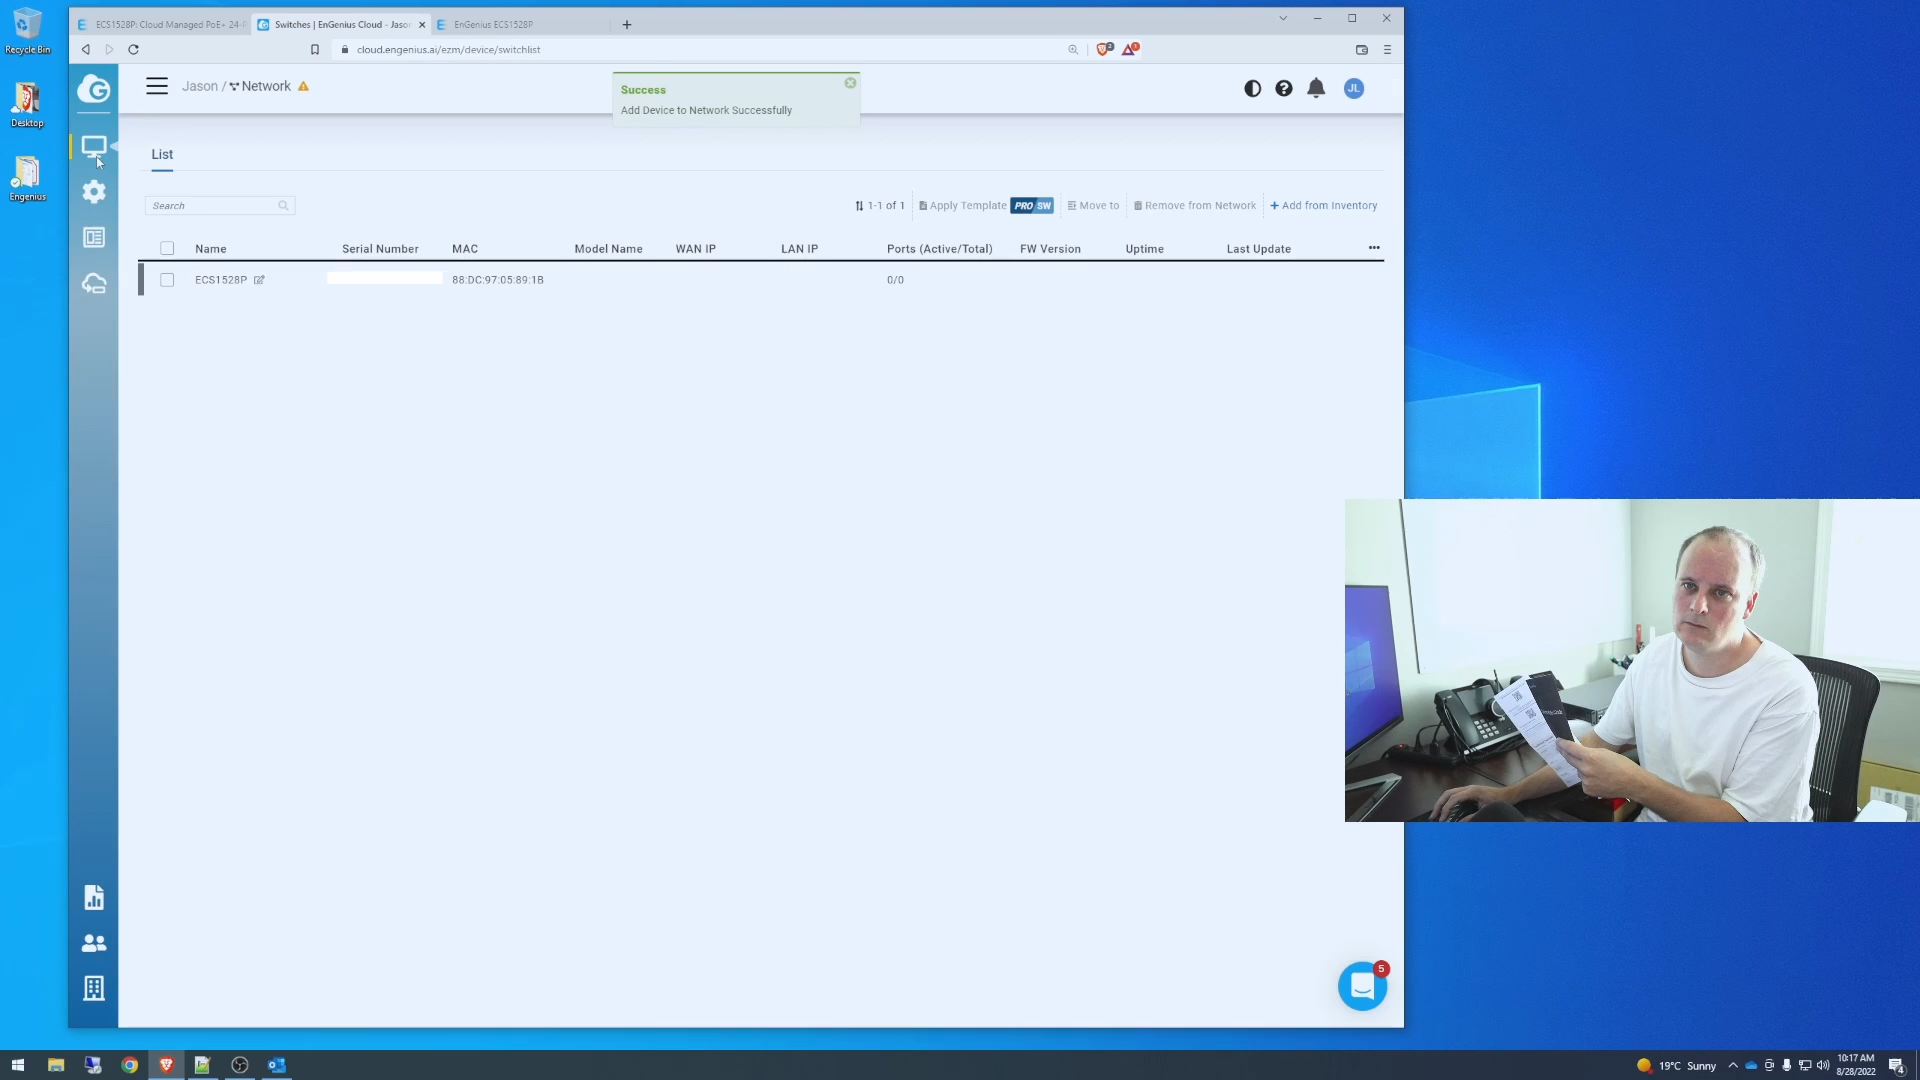 Recycle Bin
Desktop
Engenius
ECS1528P: Cloud Managed PoE+ 24-P
Switches | EnGenius Cloud - Jason
EnGenius ECS1528P
cloud.engenius.ai/ezm/device/switchlist
2
1
Jason / Network
Success
Add Device to Network Successfully
JL
List
Search
1-1 of 1
Apply Template PRO SW
Move to
Remove from Network
+ Add from Inventory
Name Serial Number MAC Model Name WAN IP LAN IP Ports (Active/Total) FW Version Uptime Last Update
ECS1528P 88:DC:97:05:89:1B 0/0
5
19°C Sunny
10:17 AM
8/28/2022
4